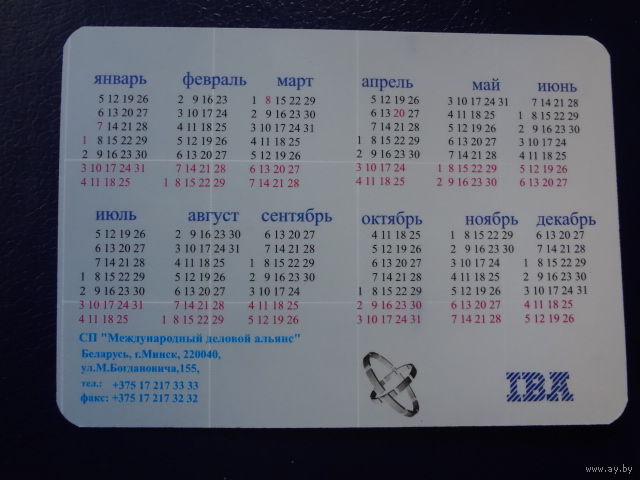 январь февраль март апрель май июнь
5 12 19 26 2 9 16 23 1 8 15 22 29 5 12 19 26 3 10 17 24 31 7 14 21 28
6 13 20 27 3 10 17 24 2 9 16 23 30 6 13 20 27 4 11 18 25 1 8 15 22 29
7 14 21 28 4 11 18 25 3 10 17 24 31 7 14 21 28 5 12 19 26 2 9 16 23 30
1 8 15 22 29 5 12 19 26 4 11 18 25 1 8 15 22 29 6 13 20 27 3 10 17 24
2 9 16 23 30 6 13 20 27 5 12 19 26 2 9 16 23 30 7 14 21 28 4 11 18 25
3 10 17 24 31 7 14 21 28 6 13 20 27 3 10 17 24 1 8 15 22 29 5 12 19 26
4 11 18 25 1 8 15 22 29 7 14 21 28 4 11 18 25 2 9 16 23 30 6 13 20 27
июль август сентябрь октябрь ноябрь декабрь
5 12 19 26 2 9 16 23 30 6 13 20 27 4 11 18 25 1 8 15 22 29 6 13 20 27
6 13 20 27 3 10 17 24 31 7 14 21 28 5 12 19 26 2 9 16 23 30 7 14 21 28
7 14 21 28 4 11 18 25 1 8 15 22 29 6 13 20 27 3 10 17 24 1 8 15 22 29
1 8 15 22 29 5 12 19 26 2 9 16 23 30 7 14 21 28 4 11 18 25 2 9 16 23 30
2 9 16 23 30 6 13 20 27 3 10 17 24 1 8 15 22 29 5 12 19 26 3 10 17 24 31
3 10 17 24 31 7 14 21 28 4 11 18 25 2 9 16 23 30 6 13 20 27 4 11 18 25
4 11 18 25 1 8 15 22 29 5 12 19 26 3 10 17 24 31 7 14 21 28 5 12 19 26
СП "Международный деловой альянс"
Беларусь, г.Минск, 220040,
ул.М.Богдановича,155,
тел.: +375 17 217 33 33
факс: +375 17 217 32 32
IBA
www.ay.by